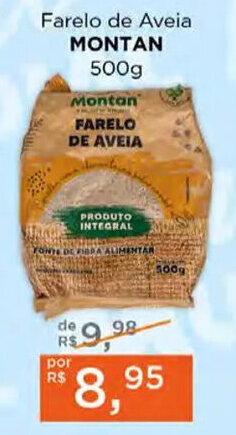 Farelo de Aveia
MONTAN
500g
Montan
FARELO
DE AVEIA
PRODUTO
INTEGRAL
FONTE DE FIBRA ALIMENTAR
500g
de
R$ 9,98
por
R$ 8,95